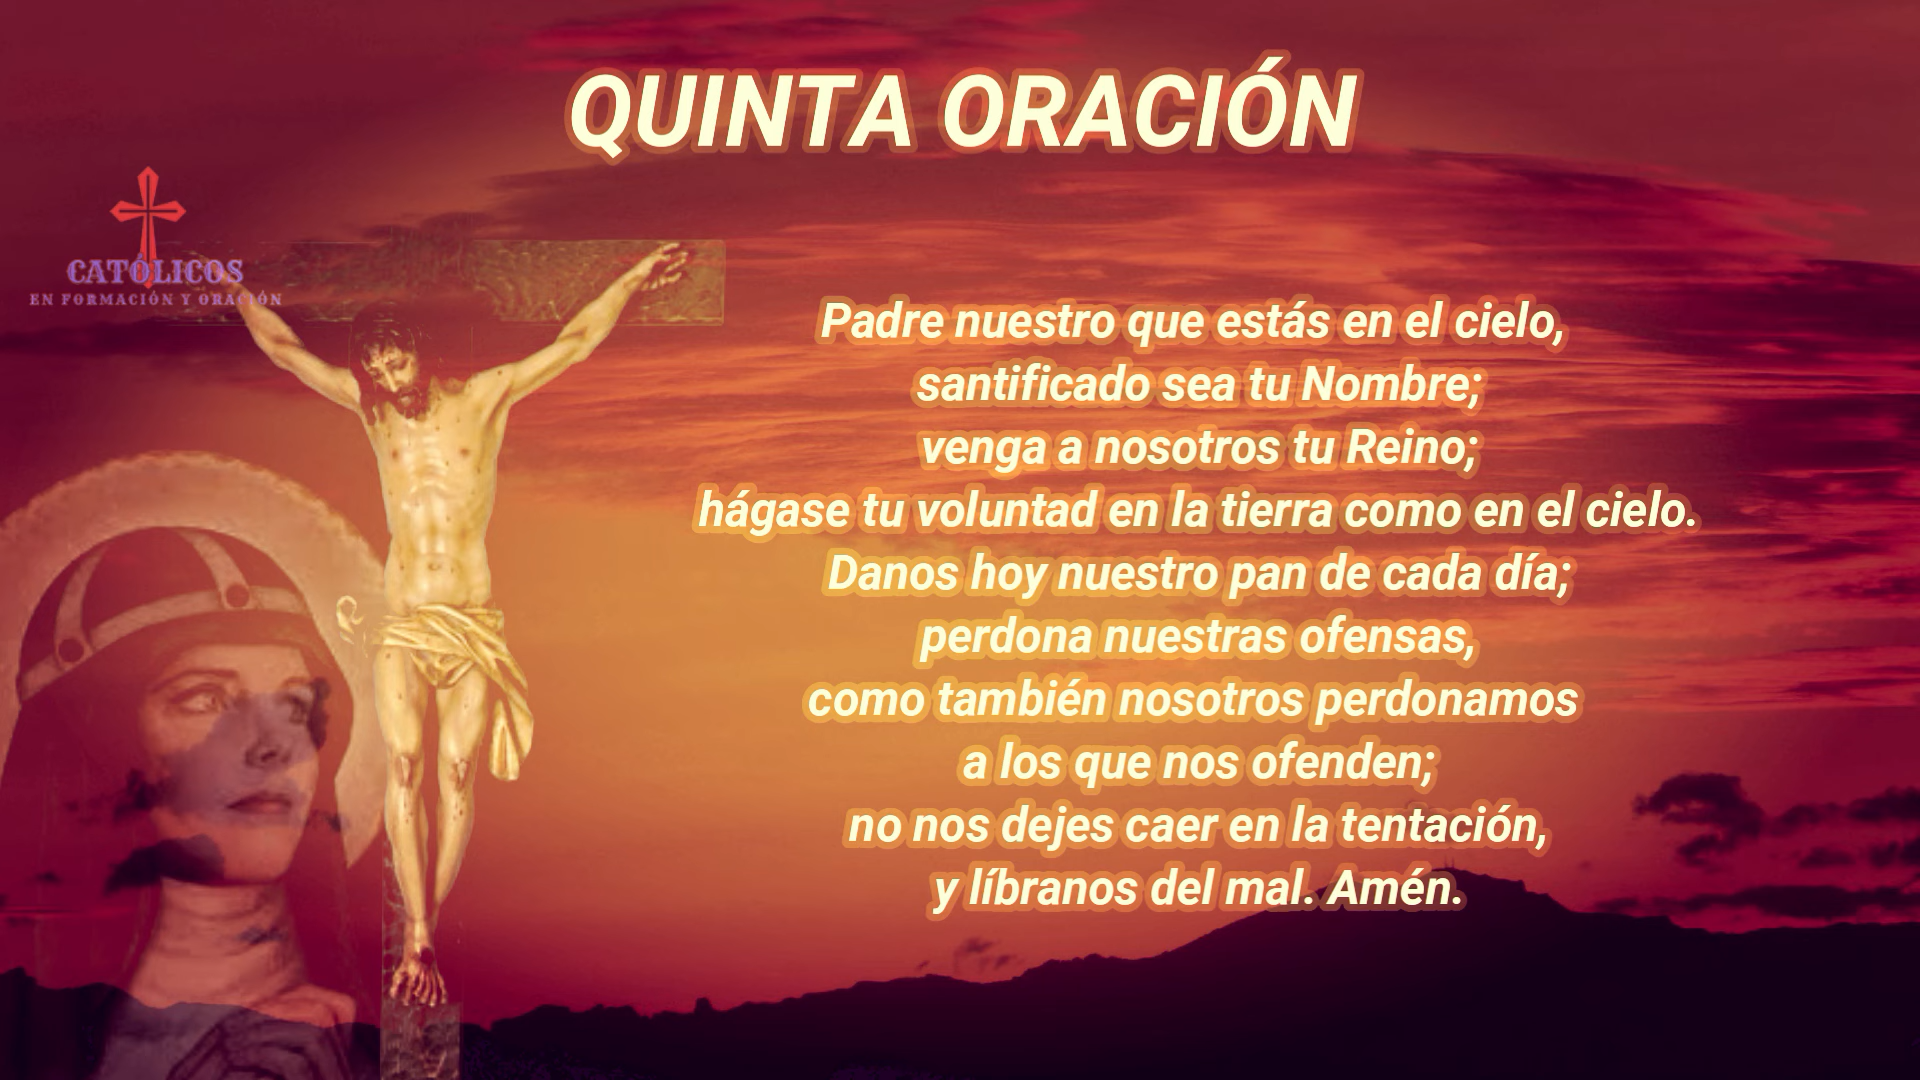 QUINTA ORACIÓN
CATÓLICOS
EN FORMACIÓN Y ORACIÓN
Padre nuestro que estás en el cielo,
santificado sea tu Nombre;
venga a nosotros tu Reino;
hágase tu voluntad en la tierra como en el cielo.
Danos hoy nuestro pan de cada día;
perdona nuestras ofensas,
como también nosotros perdonamos
a los que nos ofenden;
no nos dejes caer en la tentación,
y líbranos del mal. Amén.